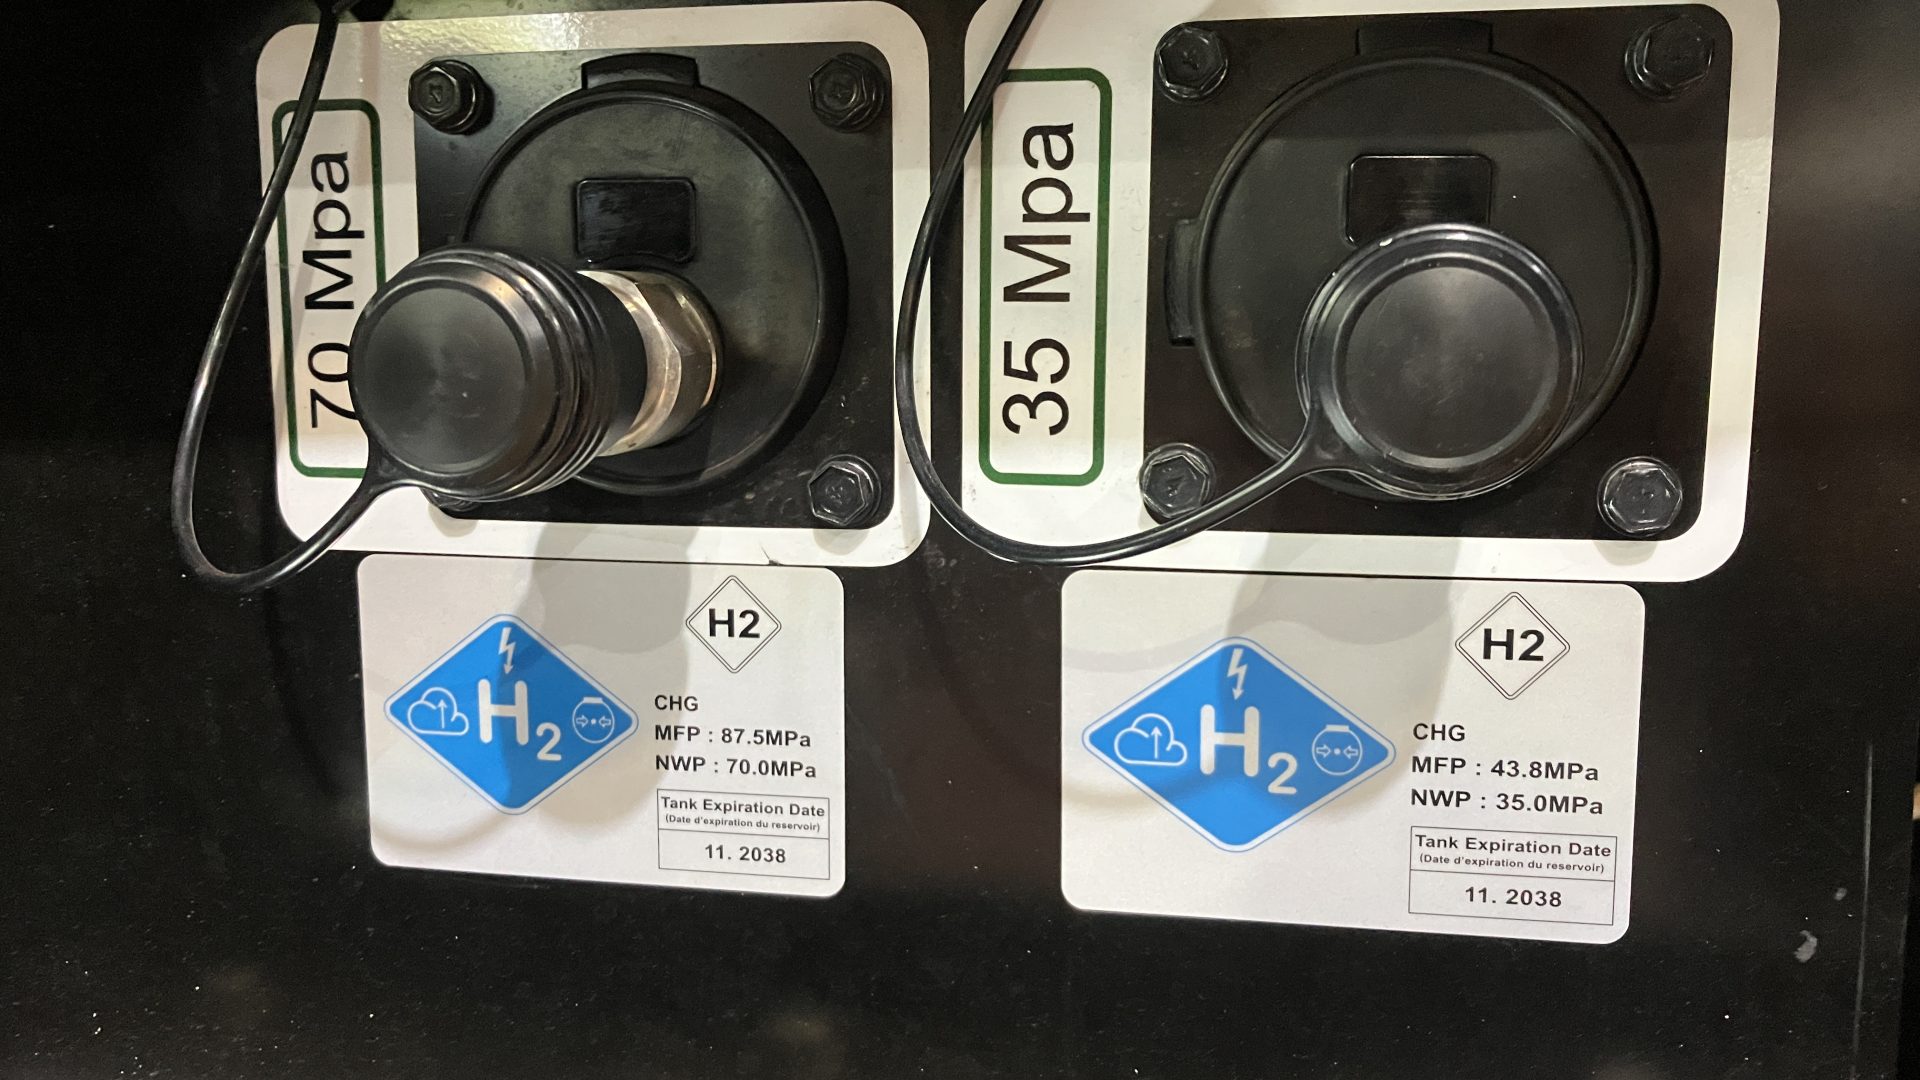 70 Mpa
H2
H2
CHG
MFP : 87.5MPa
NWP : 70.0MPa
Tank Expiration Date
(Date d'expiration du reservoir)
11. 2038
35 Mpa
H2
H2
CHG
MFP : 43.8MPa
NWP : 35.0MPa
Tank Expiration Date
(Date d'expiration du reservoir)
11. 2038